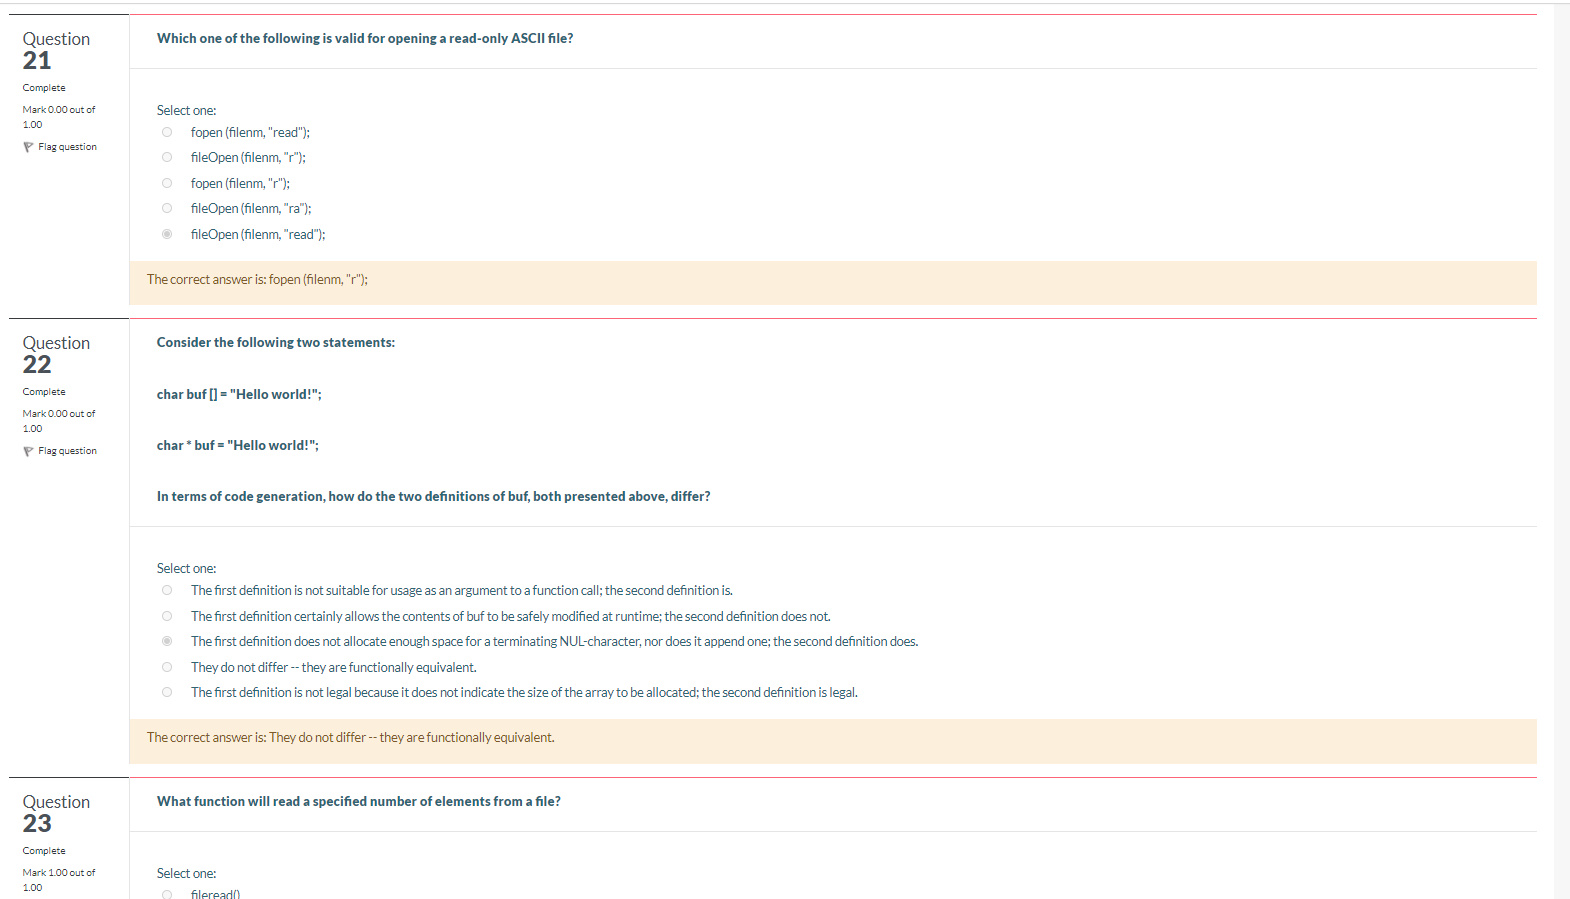 Question
21
Complete
Mark 0.00 out of
1.00
Flag question
Which one of the following is valid for opening a read-only ASCII file?
Select one:
fopen (filenm, "read");
fileOpen (filenm, "r");
fopen (filenm, "r");
fileOpen (filenm, "ra");
fileOpen (filenm, "read");
The correct answer is: fopen (filenm, "r");
Question
22
Complete
Mark 0.00 out of
1.00
Flag question
Consider the following two statements:
char buf [] = "Hello world!";
char * buf = "Hello world!";
In terms of code generation, how do the two definitions of buf, both presented above, differ?
Select one:
The first definition is not suitable for usage as an argument to a function call; the second definition is.
The first definition certainly allows the contents of buf to be safely modified at runtime; the second definition does not.
The first definition does not allocate enough space for a terminating NUL-character, nor does it append one; the second definition does.
They do not differ -- they are functionally equivalent.
The first definition is not legal because it does not indicate the size of the array to be allocated; the second definition is legal.
The correct answer is: They do not differ -- they are functionally equivalent.
Question
23
Complete
Mark 1.00 out of
1.00
What function will read a specified number of elements from a file?
Select one:
fileread()